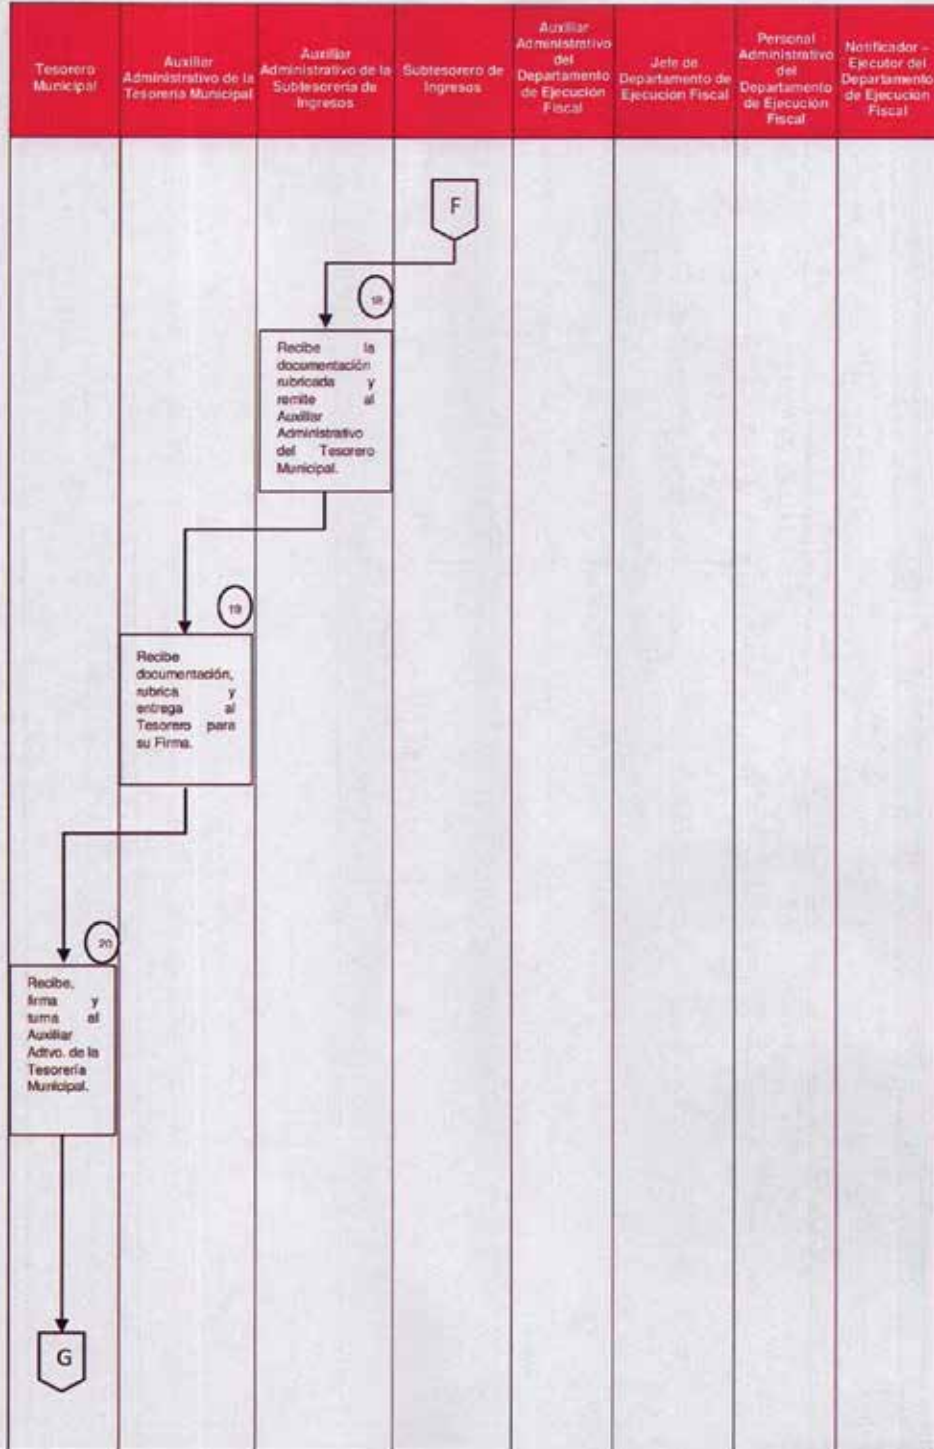 Tesorero
Municipal
Auxiliar
Administrativo de la
Tesorería Municipal
Auxiliar
Administrativo de la
Subtesorería de
Ingresos
Subtesorero de
Ingresos
Auxiliar
Administrativo
del
Departamento
de Ejecución
Fiscal
Jefe de
Departamento de
Ejecución Fiscal
Personal
Administrativo
del
Departamento
de Ejecución
Fiscal
Notificador –
Ejecutor del
Departamento
de Ejecución
Fiscal
F
18
Recibe la
documentación
rubricada y
remite al
Auxiliar
Administrativo
del Tesorero
Municipal.
19
Recibe
documentación,
rubrica y
entrega al
Tesorero para
su Firma.
20
Recibe,
firma y
turna al
Auxiliar
Adtvo. de la
Tesorería
Municipal.
G